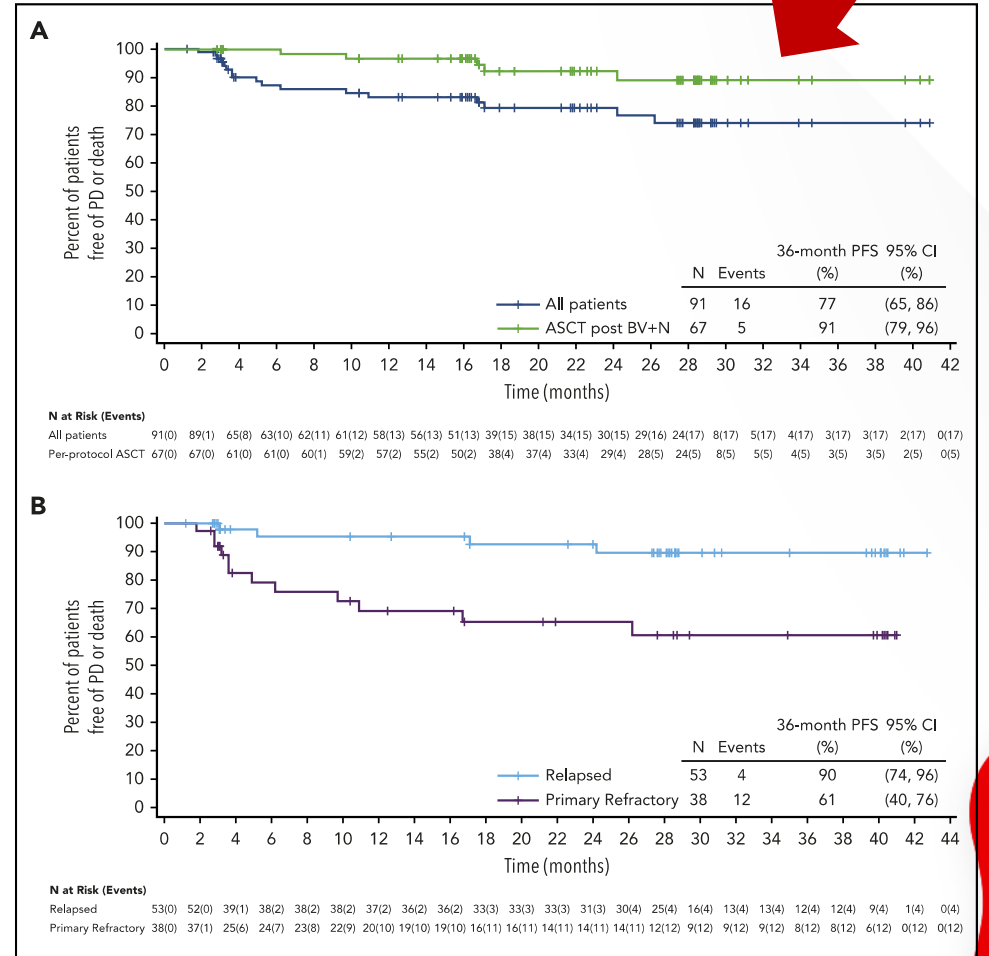 A
100
90
80
70
60
50
40
30
20
10
0
Percent of patients
free of PD or death
36-month PFS 95% CI
N Events (%) (%)
All patients 91 16 77 (65, 86)
ASCT post BV+N 67 5 91 (79, 96)
0 2 4 6 8 10 12 14 16 18 20 22 24 26 28 30 32 34 36 38 40 42
Time (months)
N at Risk (Events)
All patients 91(0) 89(1) 65(8) 63(10) 62(11) 61(12) 58(13) 56(13) 51(13) 39(15) 38(15) 34(15) 30(15) 29(16) 24(17) 8(17) 5(17) 4(17) 3(17) 3(17) 2(17) 0(17)
Per-protocol ASCT 67(0) 67(0) 61(0) 61(0) 60(1) 59(2) 57(2) 55(2) 50(2) 38(4) 37(4) 33(4) 29(4) 28(5) 24(5) 8(5) 5(5) 4(5) 3(5) 3(5) 2(5) 0(5)
B
100
90
80
70
60
50
40
30
20
10
0
Percent of patients
free of PD or death
36-month PFS 95% CI
N Events (%) (%)
Relapsed 53 4 90 (74, 96)
Primary Refractory 38 12 61 (40, 76)
0 2 4 6 8 10 12 14 16 18 20 22 24 26 28 30 32 34 36 38 40 42 44
Time (months)
N at Risk (Events)
Relapsed 53(0) 52(0) 39(1) 38(2) 38(2) 38(2) 37(2) 36(2) 36(2) 33(3) 33(3) 33(3) 31(3) 30(4) 25(4) 16(4) 13(4) 13(4) 12(4) 12(4) 9(4) 1(4) 0(4)
Primary Refractory 38(0) 37(1) 25(6) 24(7) 23(8) 22(9) 20(10) 19(10) 19(10) 16(11) 16(11) 14(11) 14(11) 14(11) 12(12) 9(12) 9(12) 9(12) 8(12) 8(12) 6(12) 0(12) 0(12)